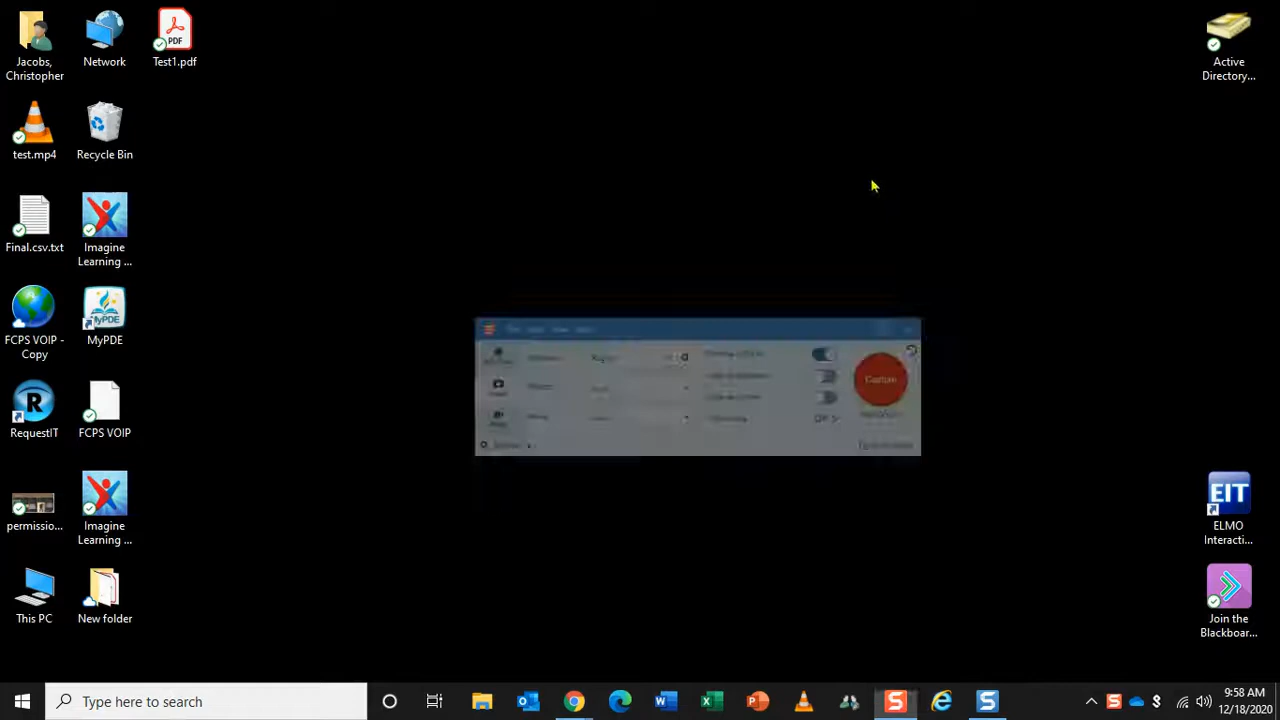 Jacobs,
Christopher
Network
PDF
Test1.pdf
Active
Directory...
test.mp4
Recycle Bin
Final.csv.txt
Imagine
Learning ...
FCPS VOIP -
Copy
MyPDE
MyPDE
R
RequestIT
FCPS VOIP
permissio...
Imagine
Learning ...
EIT
ELMO
Interacti...
This PC
New folder
Join the
Blackboar...
Capture
Type here to search
9:58 AM
12/18/2020